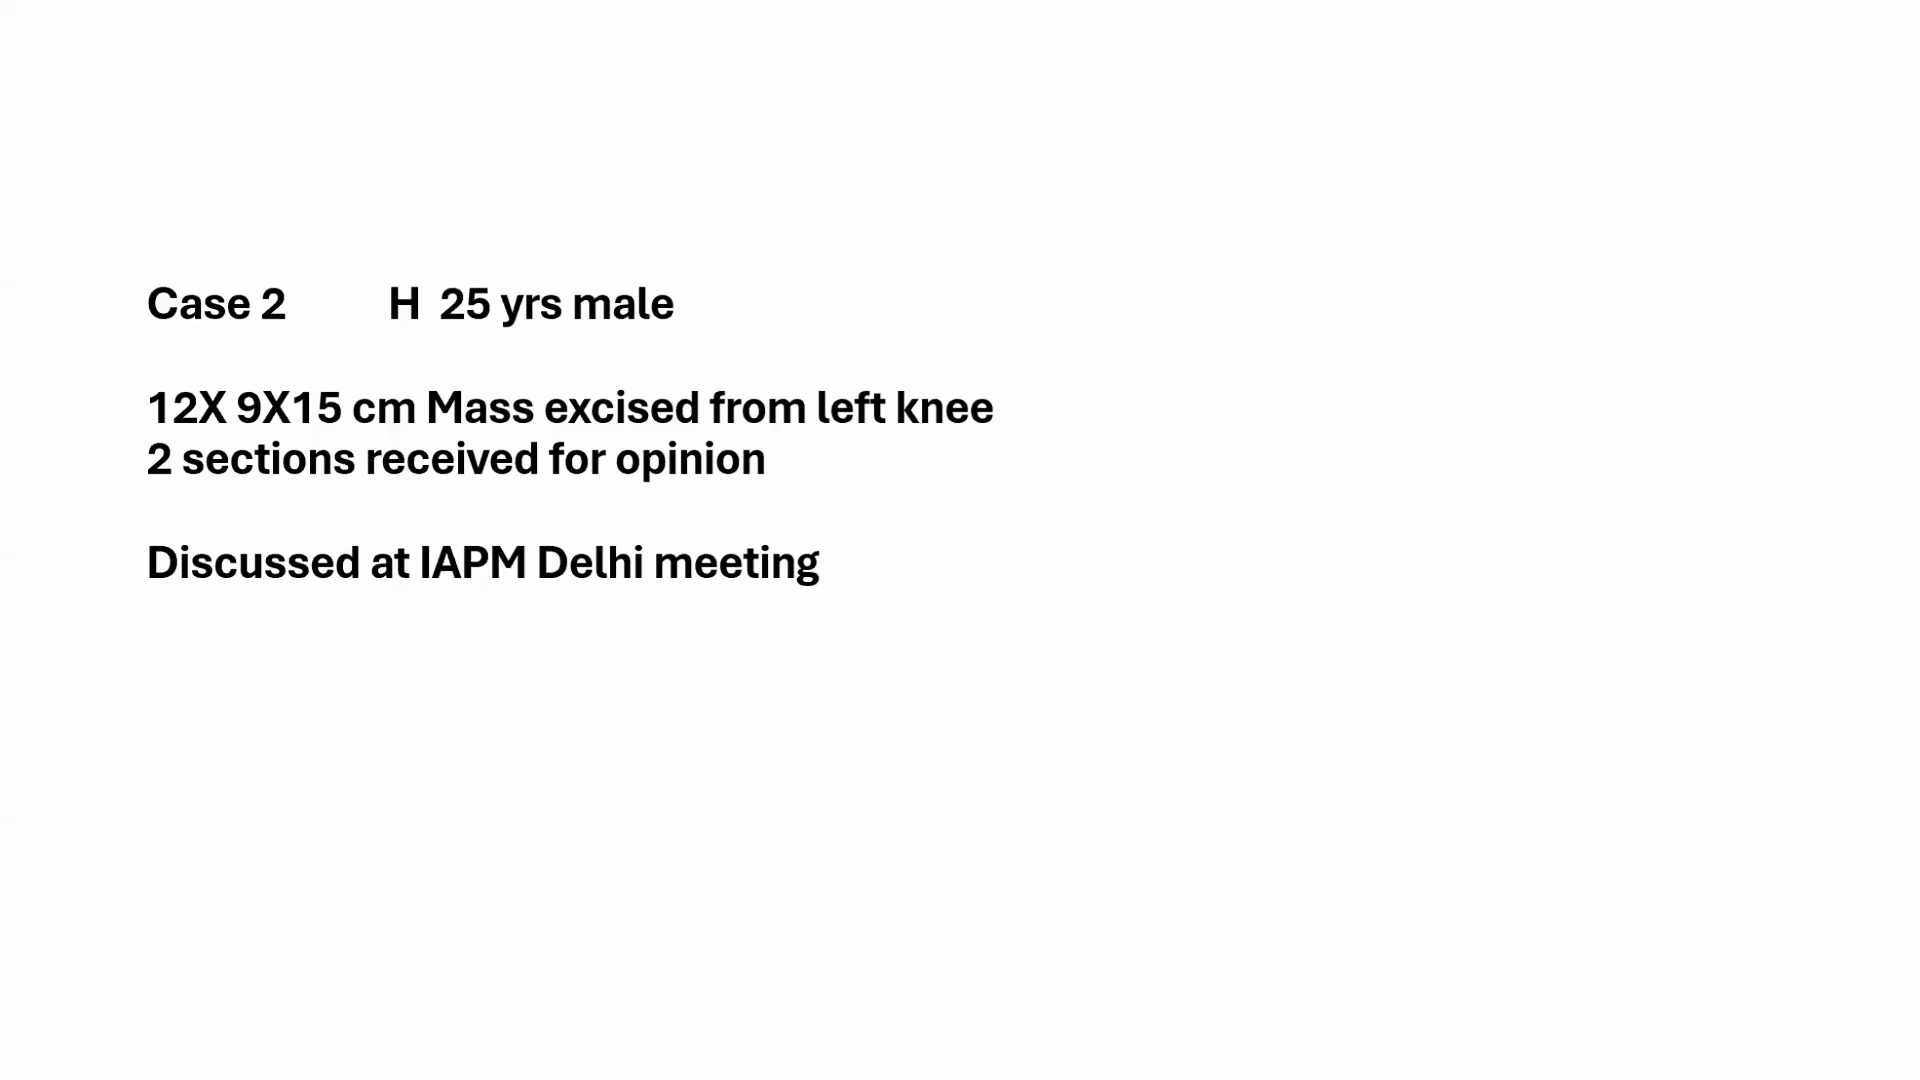 Case 2 H 25 yrs male
12X 9X15 cm Mass excised from left knee
2 sections received for opinion
Discussed at IAPM Delhi meeting